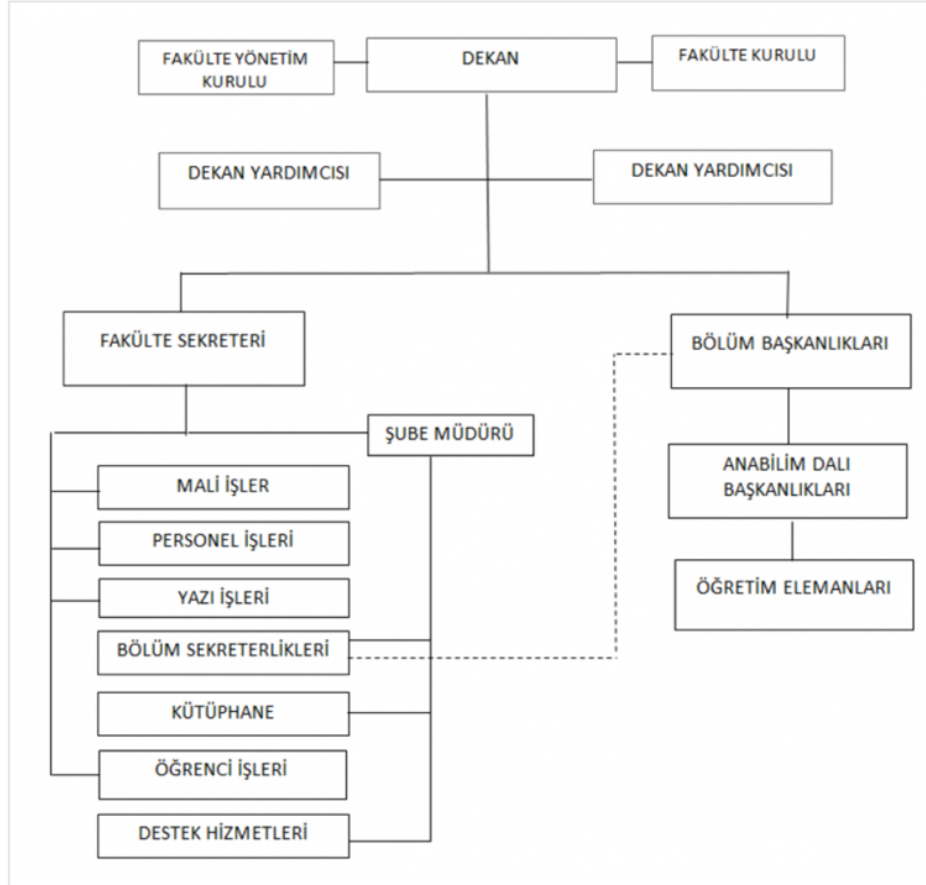 FAKÜLTE YÖNETİM
KURULU
DEKAN
FAKÜLTE KURULU
DEKAN YARDIMCISI
DEKAN YARDIMCISI
FAKÜLTE SEKRETERİ
BÖLÜM BAŞKANLIKLARI
ŞUBE MÜDÜRÜ
ANABİLİM DALI
BAŞKANLIKLARI
MALİ İŞLER
PERSONEL İŞLERİ
YAZI İŞLERİ
ÖĞRETİM ELEMANLARI
BÖLÜM SEKRETERLİKLERİ
KÜTÜPHANE
ÖĞRENCİ İŞLERİ
DESTEK HİZMETLERİ